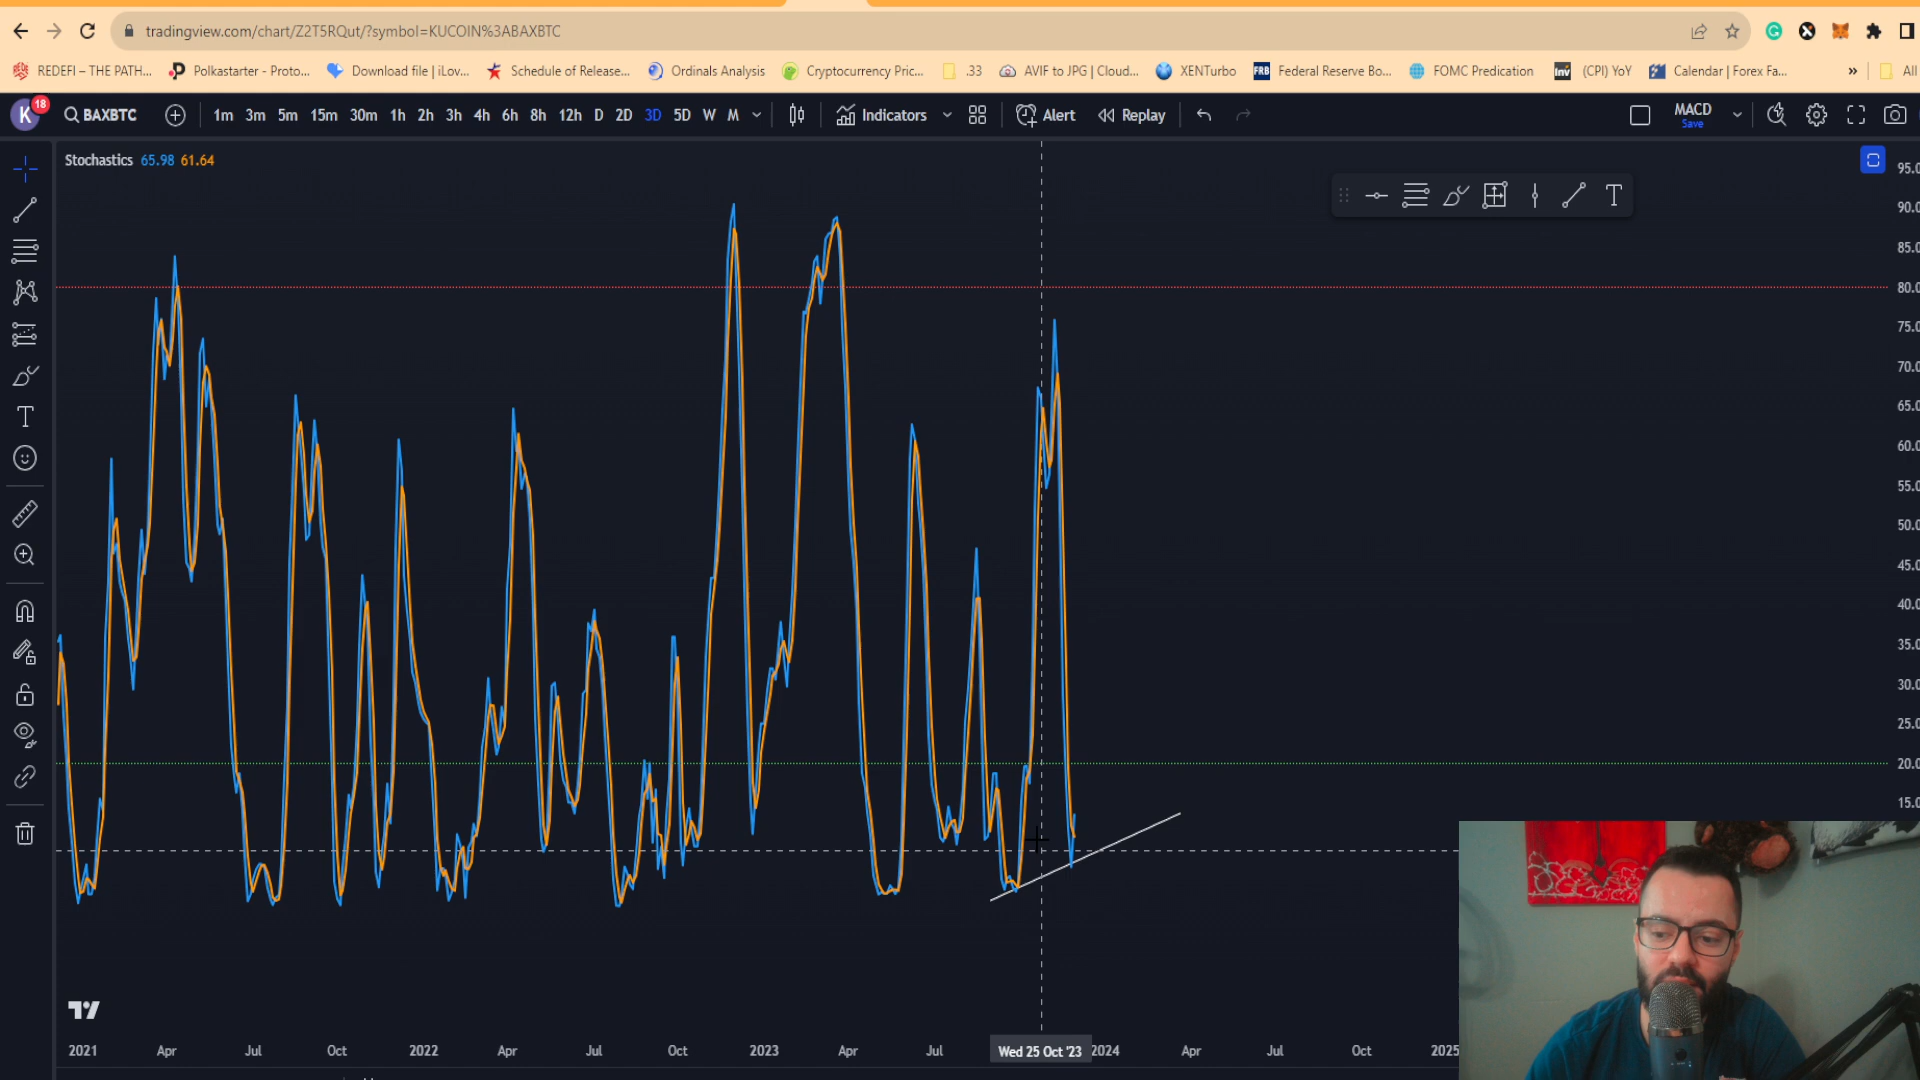 tradingview.com/chart/Z2T5RQut/?symbol=KUCOIN%3ABAXBTC
REDEFI – THE PATH... Polkastarter - Proto... Download file | iLov... Schedule of Release... Ordinals Analysis Cryptocurrency Pric... .33 AVIF to JPG | Cloud... XENTurbo FRB Federal Reserve Bo... FOMC Predication Inv (CPI) YoY Calendar | Forex Fa... » All
K 18 BAXBTC 1m 3m 5m 15m 30m 1h 2h 3h 4h 6h 8h 12h D 2D 3D 5D W M Indicators Alert Replay MACD
Save
Stochastics 65.98 61.64
95.0
90.0
85.0
80.0
75.0
70.0
65.0
60.0
55.0
50.0
45.0
40.0
35.0
30.0
25.0
20.0
15.0
2021 Apr Jul Oct 2022 Apr Jul Oct 2023 Apr Jul Wed 25 Oct '23 2024 Apr Jul Oct 2025